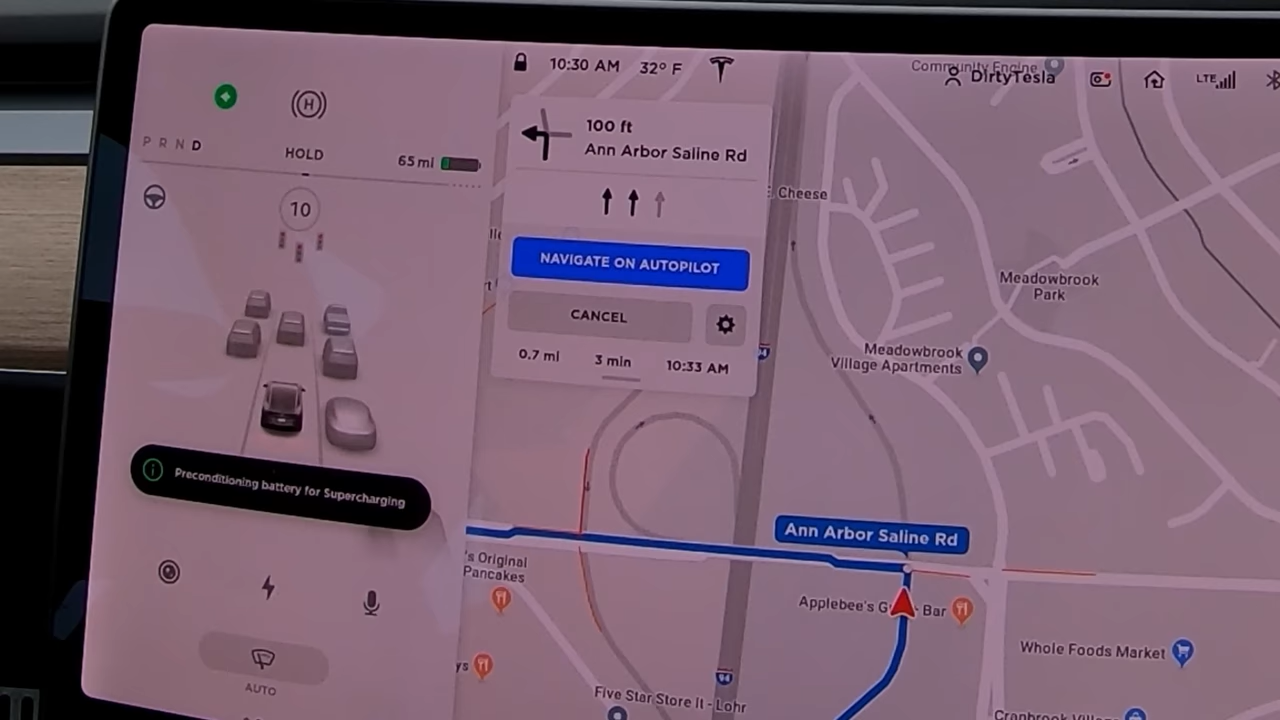 10:30 AM 32° F
Community Engine
DirtyTesla
LTE
P R N D
H
HOLD
65 mi
10
100 ft
Ann Arbor Saline Rd
NAVIGATE ON AUTOPILOT
CANCEL
0.7 mi 3 min 10:33 AM
Cheese
Meadowbrook
Park
Meadowbrook
Village Apartments
Preconditioning battery for Supercharging
Ann Arbor Saline Rd
's Original
Pancakes
Applebee's G Bar
Whole Foods Market
ys
Five Star Store II - Lohr
94
AUTO